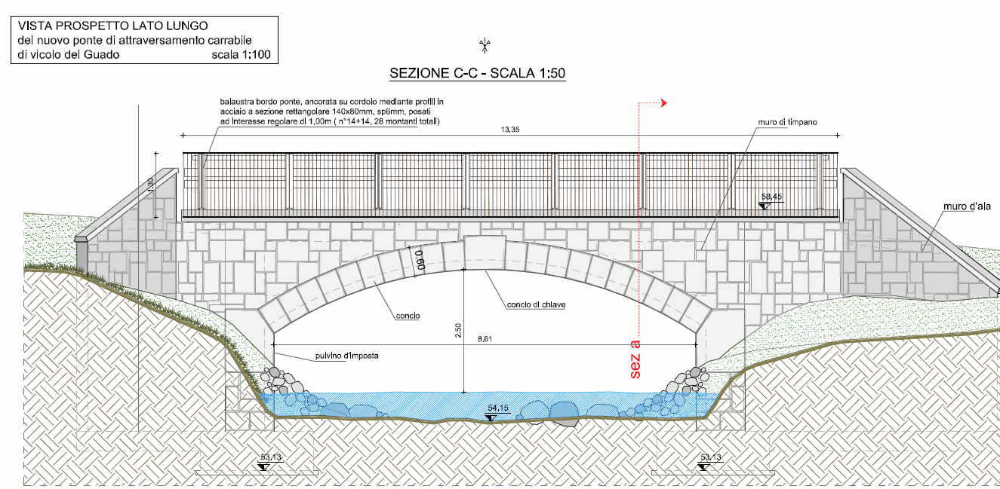 VISTA PROSPETTO LATO LUNGO
del nuovo ponte di attraversamento carrabile
di vicolo del Guado scala 1:100
SEZIONE C-C - SCALA 1:50
balaustra bordo ponte, ancorata su cordolo mediante profili in
acciaio a sezione rettangolare 140x80mm, sp6mm, posati
ad interasse regolare di 1,00m ( n°14+14, 28 montanti totali)
13,35
muro di timpano
1.30
58,45
muro d'ala
0.60
concio
concio di chiave
2.50
8,61
sez a
pulvino d'imposta
54,15
53,13
53,13